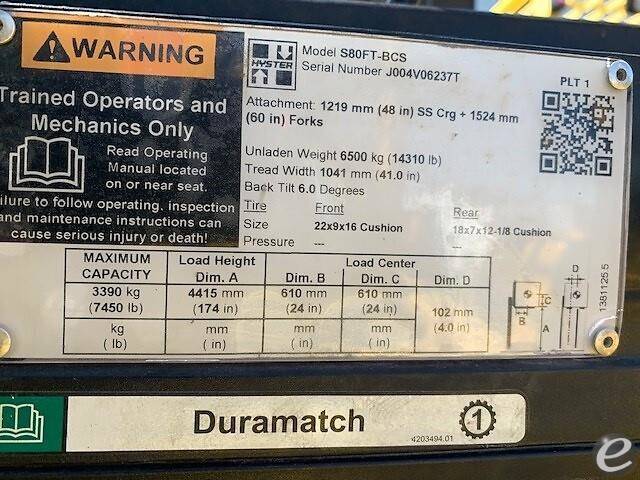 WARNING
Trained Operators and
Mechanics Only
Read Operating
Manual located
on or near seat.
ilure to follow operating, inspection
and maintenance instructions can
cause serious injury or death!
HYSTER
Model S80FT-BCS
Serial Number J004V06237T
PLT 1
Attachment: 1219 mm (48 in) SS Crg + 1524 mm
(60 in) Forks
Unladen Weight 6500 kg (14310 lb)
Tread Width 1041 mm (41.0 in)
Back Tilt 6.0 Degrees
Tire Front Rear
Size 22x9x16 Cushion 18x7x12-1/8 Cushion
Pressure --- ---
MAXIMUM CAPACITY Load Height Load Center
Dim. A Dim. B Dim. C Dim. D
3390 kg 4415 mm 610 mm 610 mm 102 mm
(7450 lb) (174 in) (24 in) (24 in) (4.0 in)
kg mm mm mm
( lb) ( in) ( in) ( in)
D
C
B
A
1381125.5
Duramatch
4203494.01
1
e